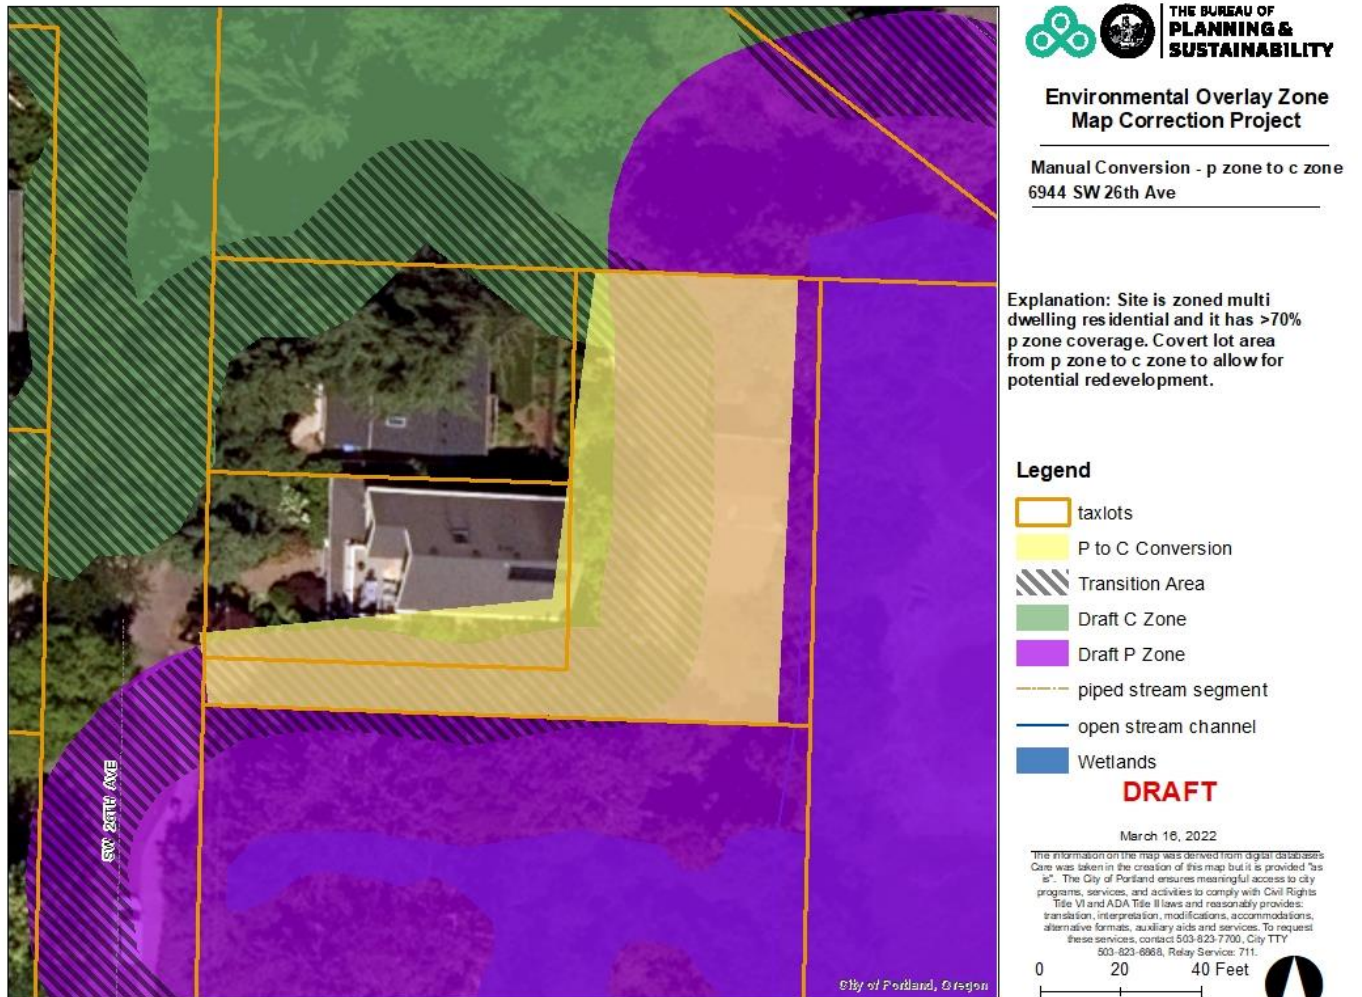 THE BUREAU OF
PLANNING &
SUSTAINABILITY
Environmental Overlay Zone
Map Correction Project
Manual Conversion - p zone to c zone
6944 SW 26th Ave
Explanation: Site is zoned multi
dwelling residential and it has >70%
p zone coverage. Covert lot area
from p zone to c zone to allow for
potential redevelopment.
Legend
taxlots
P to C Conversion
Transition Area
Draft C Zone
Draft P Zone
piped stream segment
open stream channel
Wetlands
DRAFT
March 16, 2022
The information on the map was derived from digital databases
Care was taken in the creation of this map but it is provided "as
is". The City of Portland ensures meaningful access to city
programs, services, and activities to comply with Civil Rights
Title VI and ADA Title II laws and reasonably provides:
translation, interpretation, modifications, accommodations,
alternative formats, auxiliary aids and services. To request
these services, contact 503-823-7700, City TTY
503-823-6868, Relay Service: 711.
0 20 40 Feet
SW 26TH AVE
City of Portland, Oregon